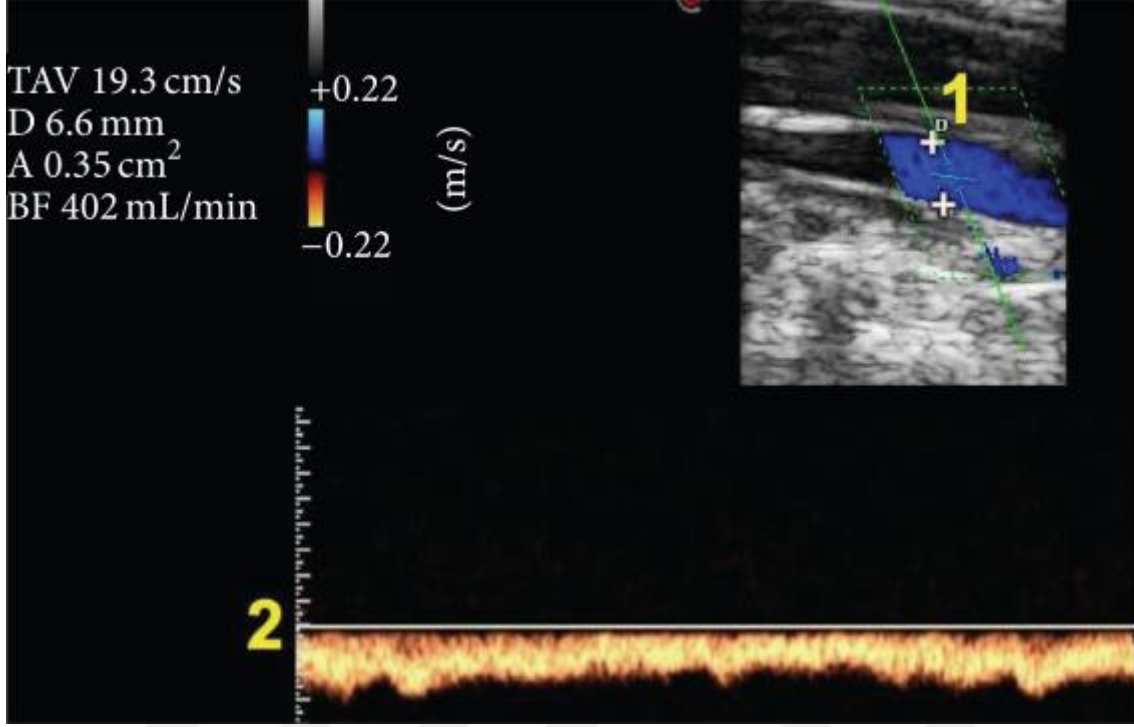 TAV 19.3 cm/s
D 6.6 mm
A 0.35 cm²
BF 402 mL/min
+0.22
−0.22
(m/s)
1
D
2